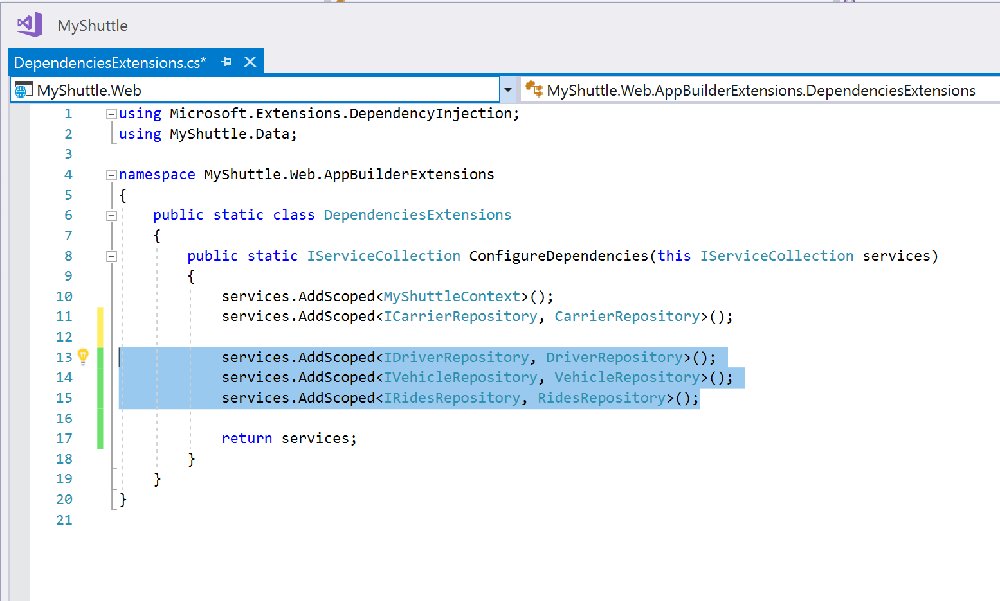 MyShuttle
DependenciesExtensions.cs*
MyShuttle.Web
MyShuttle.Web.AppBuilderExtensions.DependenciesExtensions
1 using Microsoft.Extensions.DependencyInjection;
2 using MyShuttle.Data;
3
4 namespace MyShuttle.Web.AppBuilderExtensions
5 {
6 public static class DependenciesExtensions
7 {
8 public static IServiceCollection ConfigureDependencies(this IServiceCollection services)
9 {
10 services.AddScoped<MyShuttleContext>();
11 services.AddScoped<ICarrierRepository, CarrierRepository>();
12
13 services.AddScoped<IDriverRepository, DriverRepository>();
14 services.AddScoped<IVehicleRepository, VehicleRepository>();
15 services.AddScoped<IRidesRepository, RidesRepository>();
16
17 return services;
18 }
19 }
20 }
21